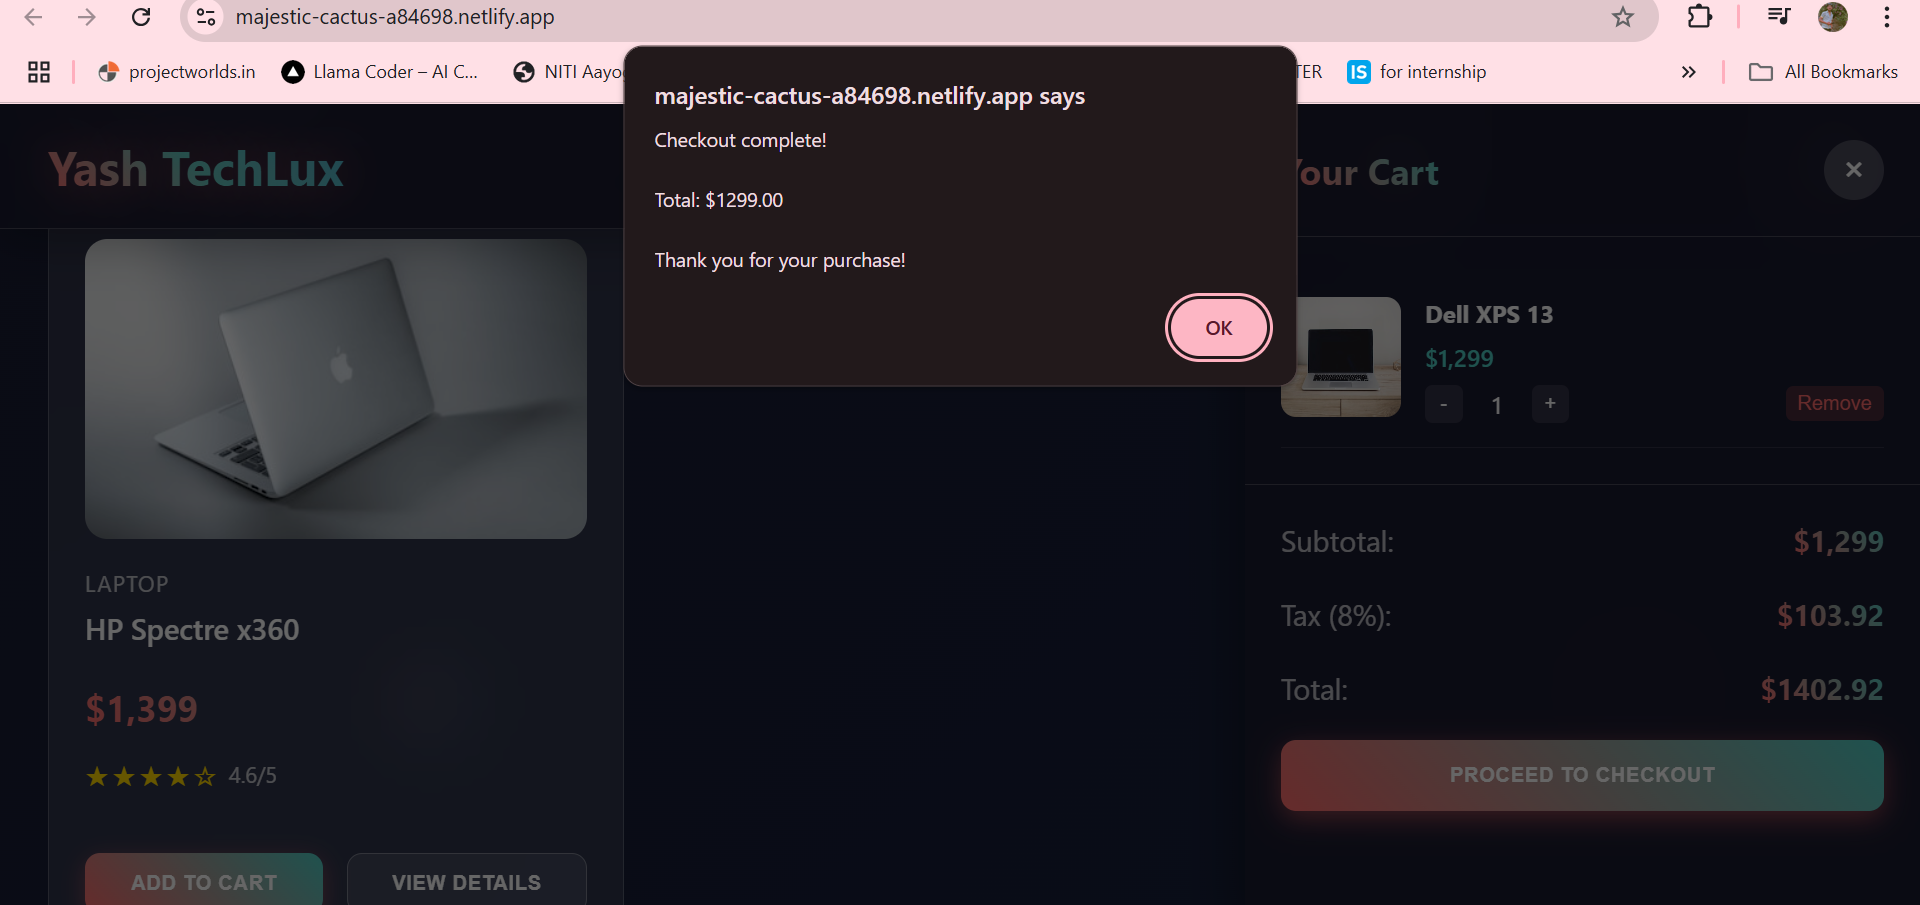 majestic-cactus-a84698.netlify.app
projectworlds.in
Llama Coder – AI C...
NITI Aayo
TER
IS
for internship
All Bookmarks
majestic-cactus-a84698.netlify.app says
Checkout complete!
Total: $1299.00
Thank you for your purchase!
OK
Yash TechLux
LAPTOP
HP Spectre x360
$1,399
4.6/5
ADD TO CART
VIEW DETAILS
Your Cart
Dell XPS 13
$1,299
- 1 +
Remove
Subtotal: $1,299
Tax (8%): $103.92
Total: $1402.92
PROCEED TO CHECKOUT